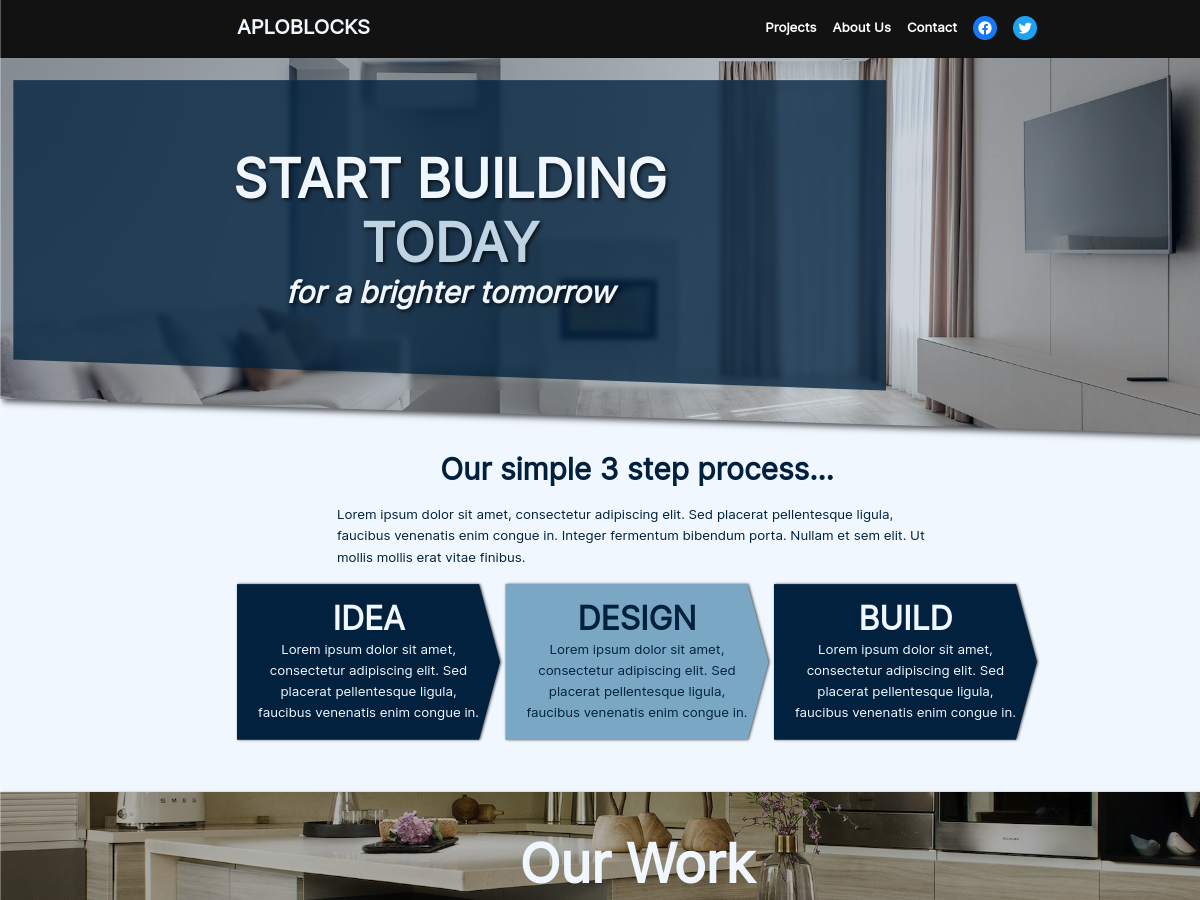 APLOBLOCKS
Projects About Us Contact
START BUILDING
TODAY
for a brighter tomorrow
Our simple 3 step process...
Lorem ipsum dolor sit amet, consectetur adipiscing elit. Sed placerat pellentesque ligula,
faucibus venenatis enim congue in. Integer fermentum bibendum porta. Nullam et sem elit. Ut
mollis mollis erat vitae finibus.
IDEA
Lorem ipsum dolor sit amet,
consectetur adipiscing elit. Sed
placerat pellentesque ligula,
faucibus venenatis enim congue in.
DESIGN
Lorem ipsum dolor sit amet,
consectetur adipiscing elit. Sed
placerat pellentesque ligula,
faucibus venenatis enim congue in.
BUILD
Lorem ipsum dolor sit amet,
consectetur adipiscing elit. Sed
placerat pellentesque ligula,
faucibus venenatis enim congue in.
SMEG
Our Work